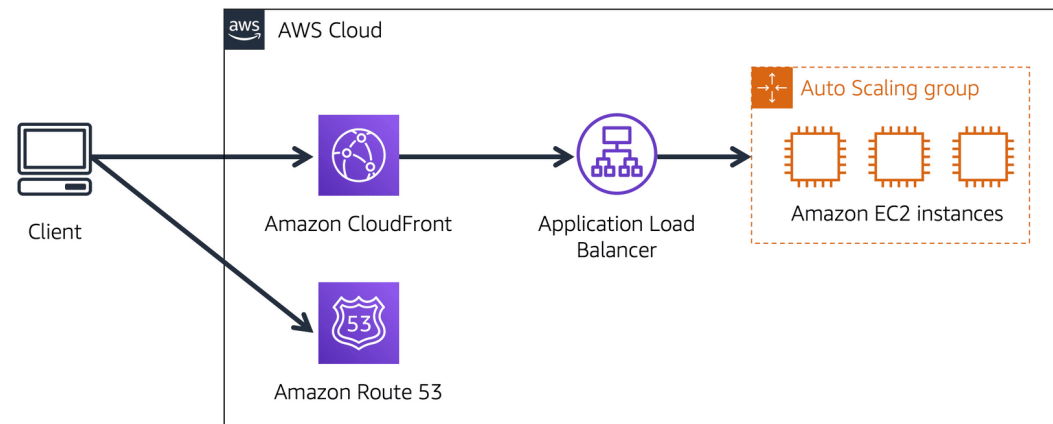 aws
AWS Cloud
Auto Scaling group
Client
Amazon CloudFront
Application Load
Balancer
Amazon EC2 instances
53
Amazon Route 53